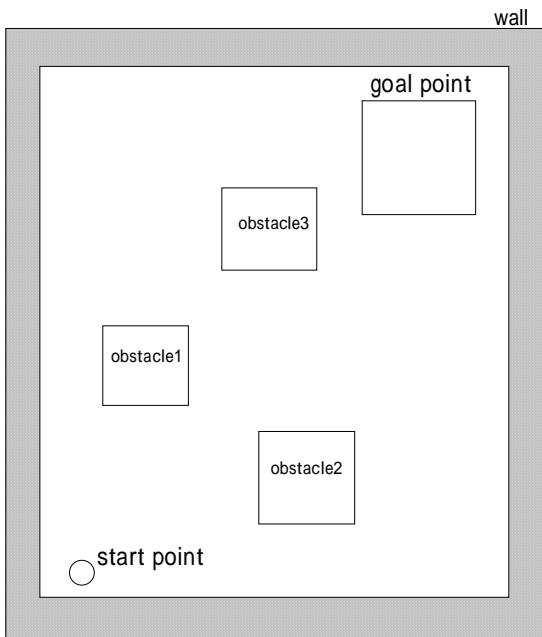 wall
goal point
obstacle3
obstacle1
obstacle2
start point